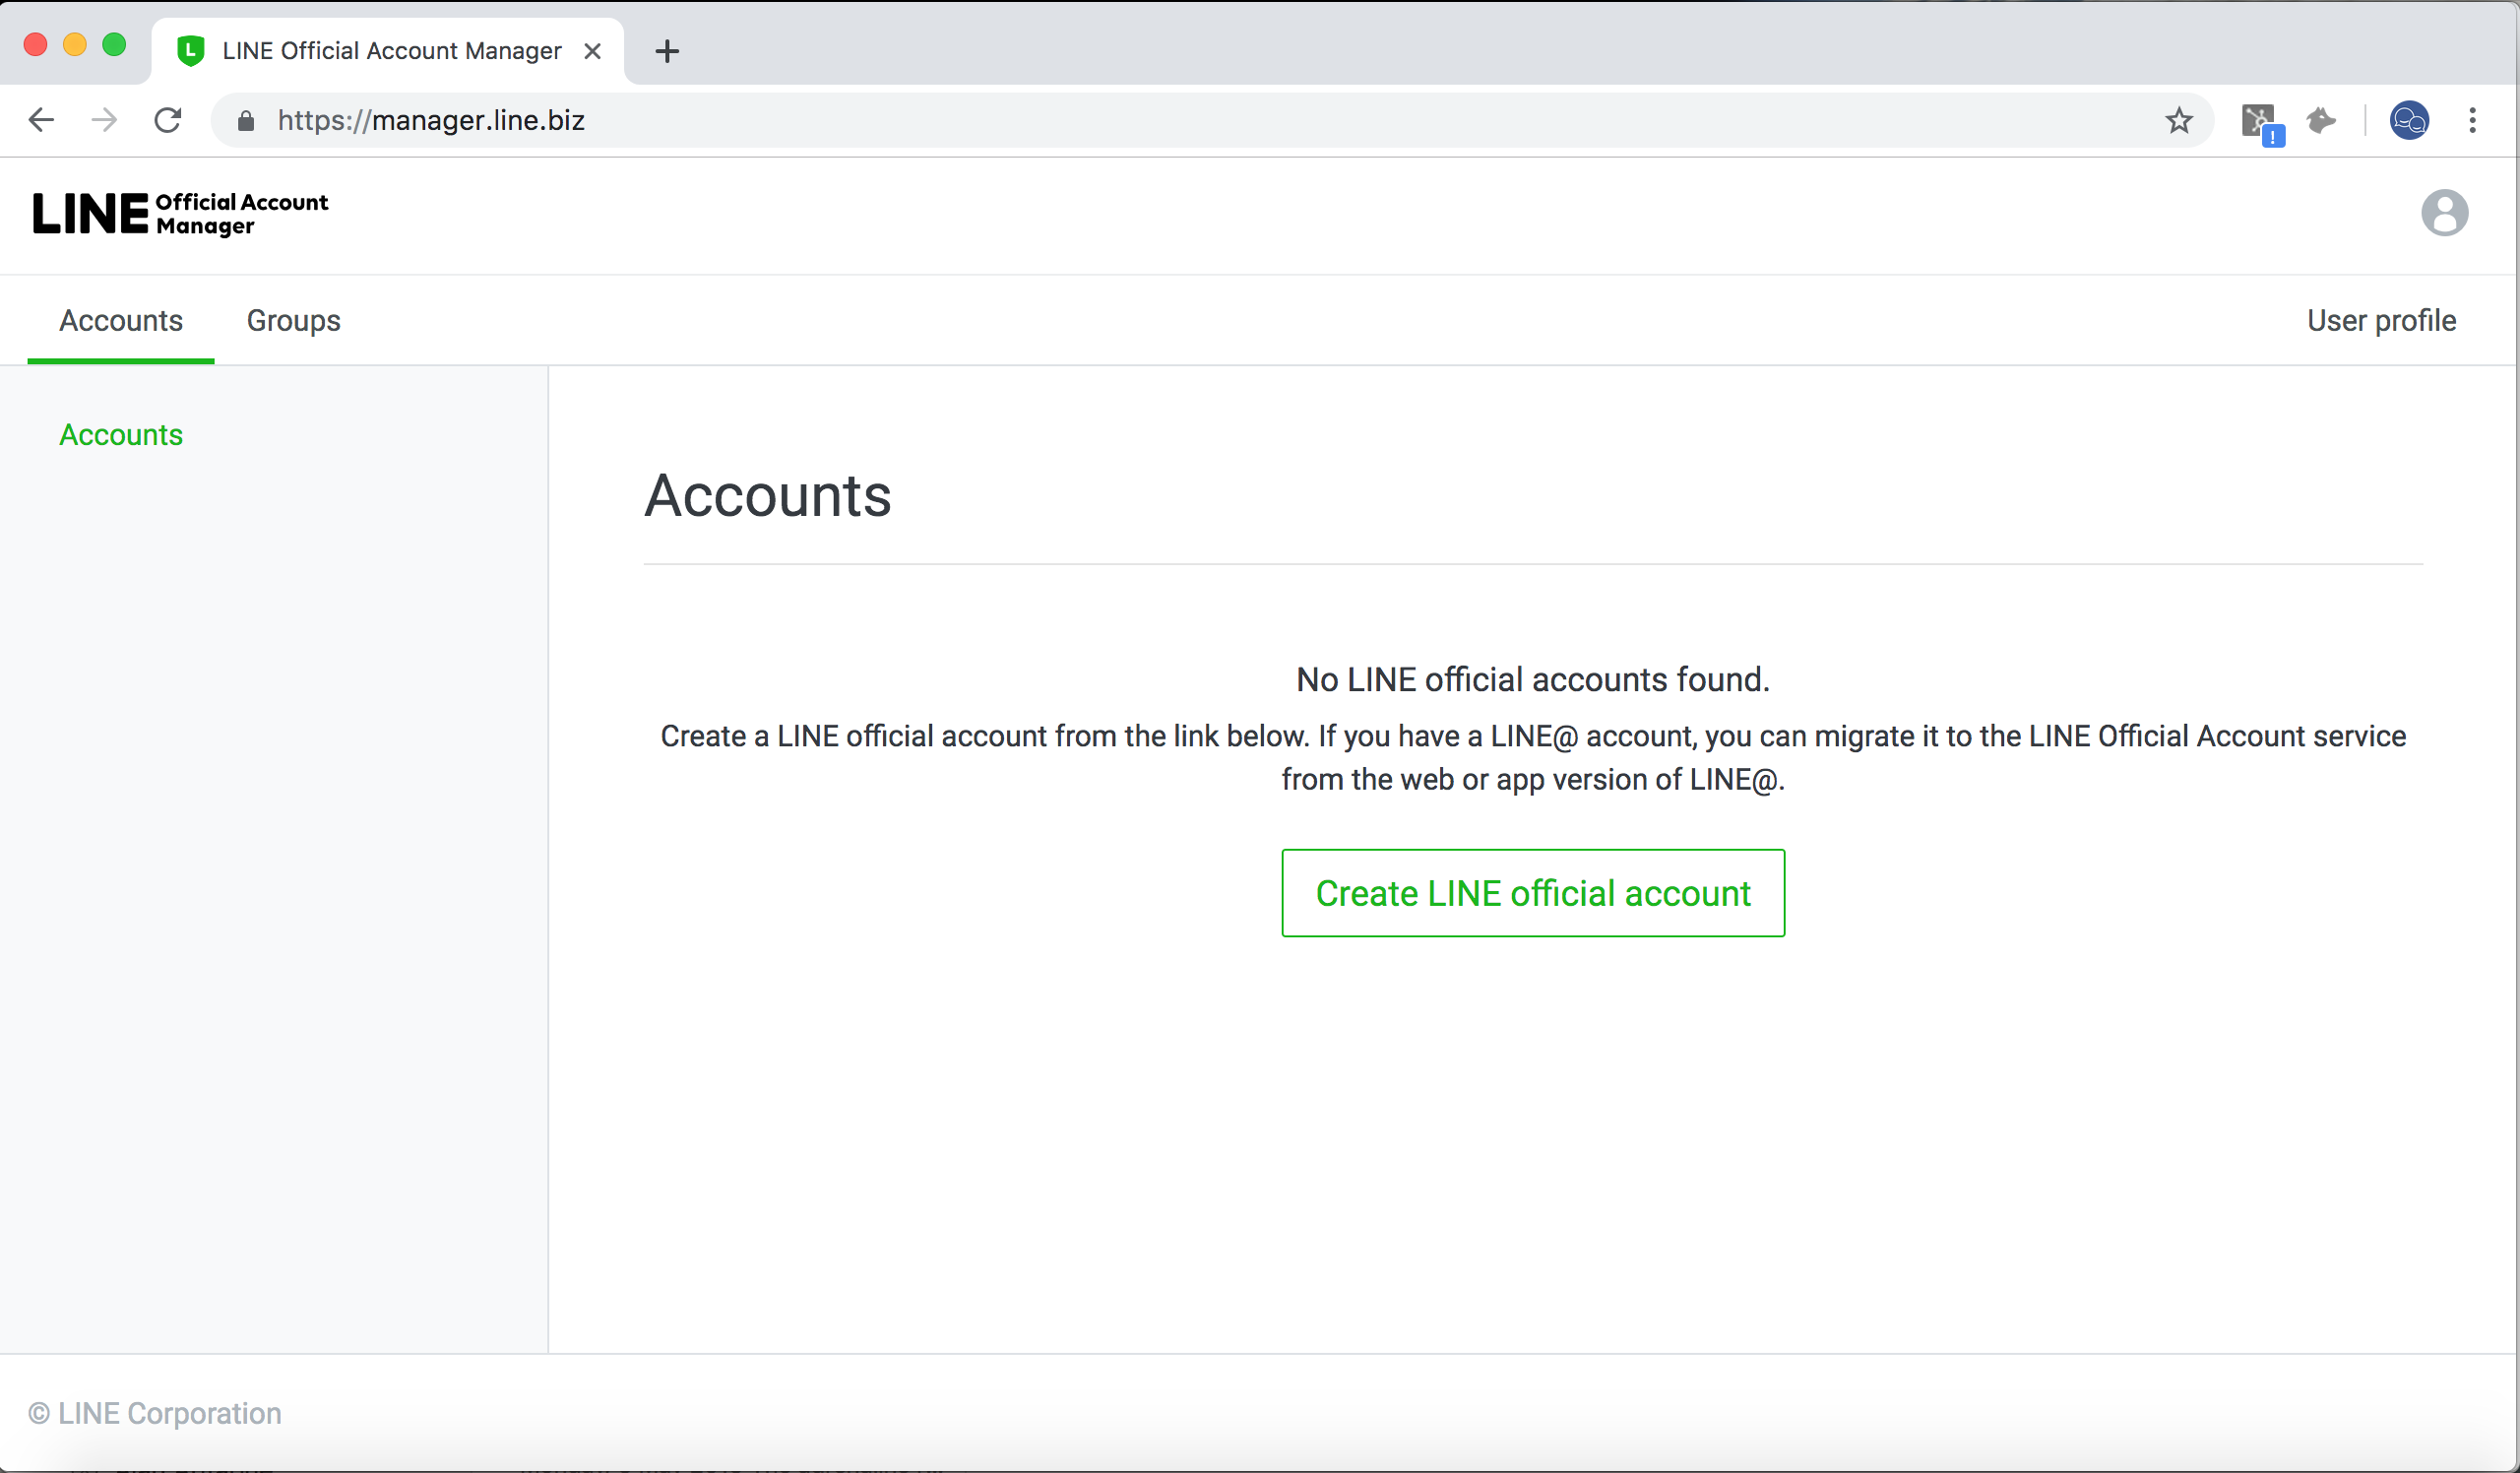 LINE Official Account Manager
https://manager.line.biz
LINE Official Account
Manager
Accounts
Groups
User profile
Accounts
Accounts
No LINE official accounts found.
Create a LINE official account from the link below. If you have a LINE@ account, you can migrate it to the LINE Official Account service
from the web or app version of LINE@.
Create LINE official account
© LINE Corporation